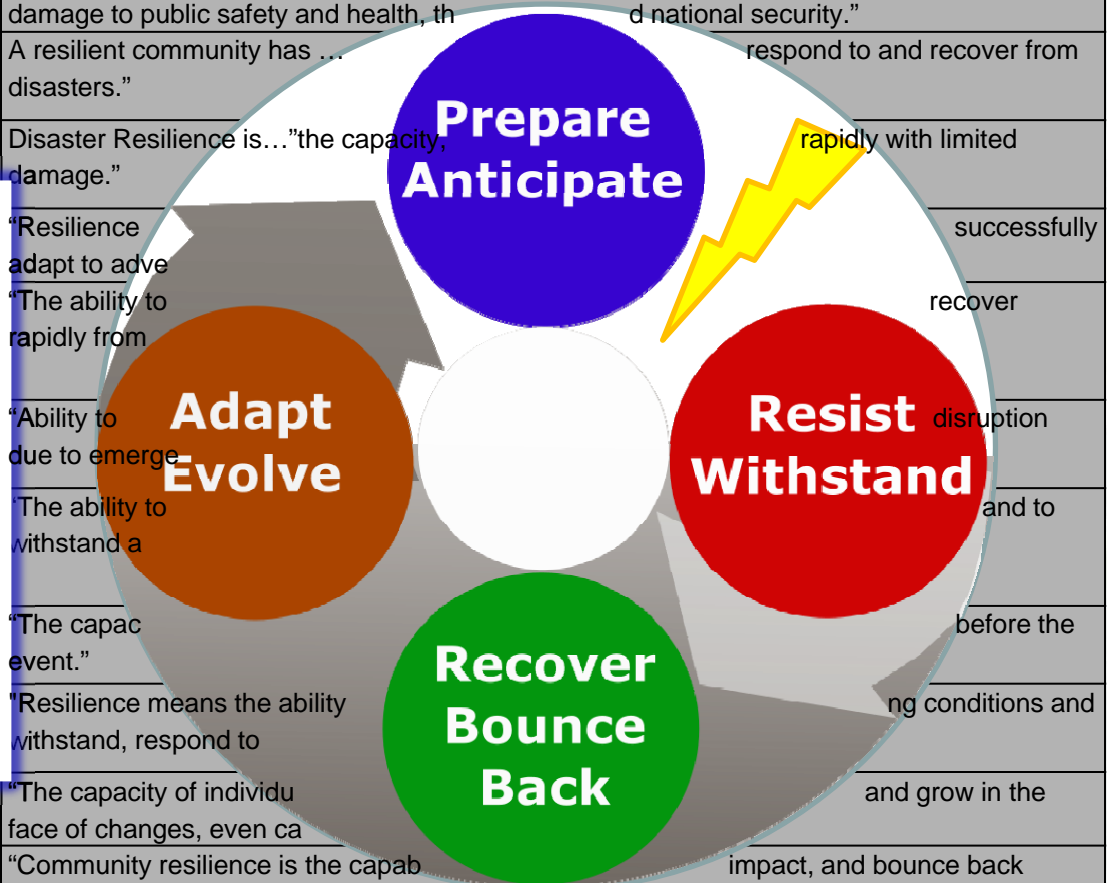 damage to public safety and health, th d national security.”
A resilient community has … respond to and recover from
disasters.”
Prepare
Anticipate
Disaster Resilience is…”the capacity, rapidly with limited
damage.”
“Resilience successfully
adapt to adve
“The ability to recover
rapidly from
Adapt
Evolve
Resist
Withstand
“Ability to disruption
due to emerge
“The ability to and to
withstand a
“The capac before the
event.”
Recover
Bounce
Back
"Resilience means the ability ng conditions and
withstand, respond to
“The capacity of individu and grow in the
face of changes, even ca
“Community resilience is the capab impact, and bounce back